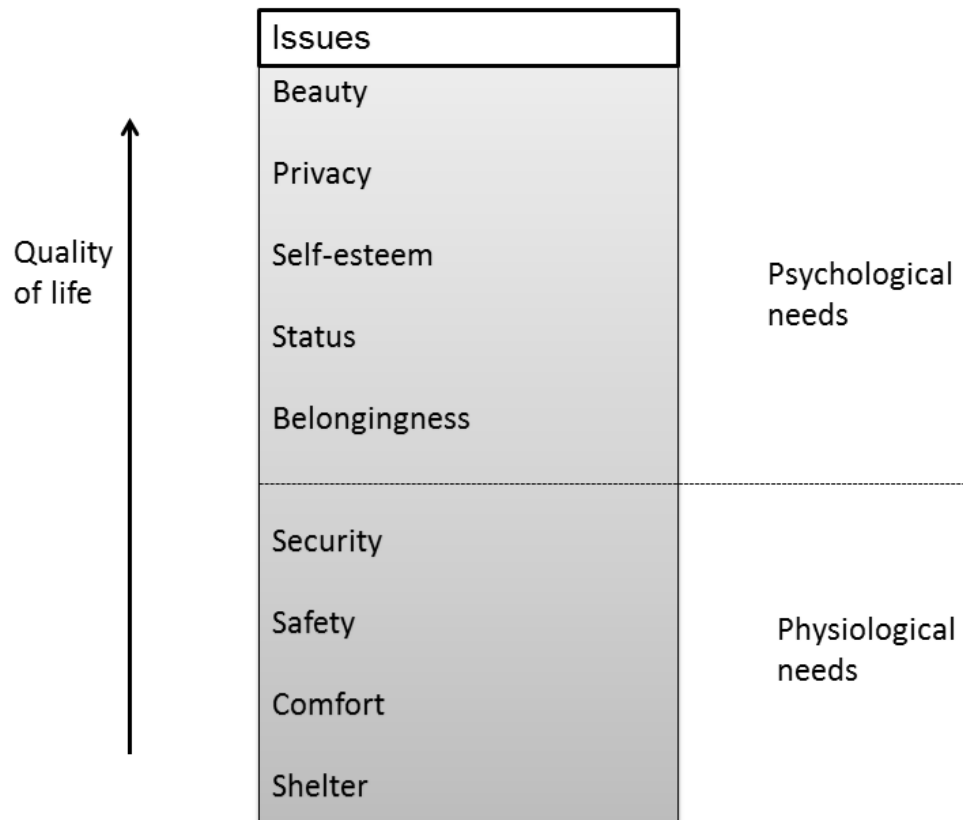 Issues
Beauty
Privacy
Self-esteem
Status
Belongingness
Security
Safety
Comfort
Shelter
Quality
of life
Psychological
needs
Physiological
needs